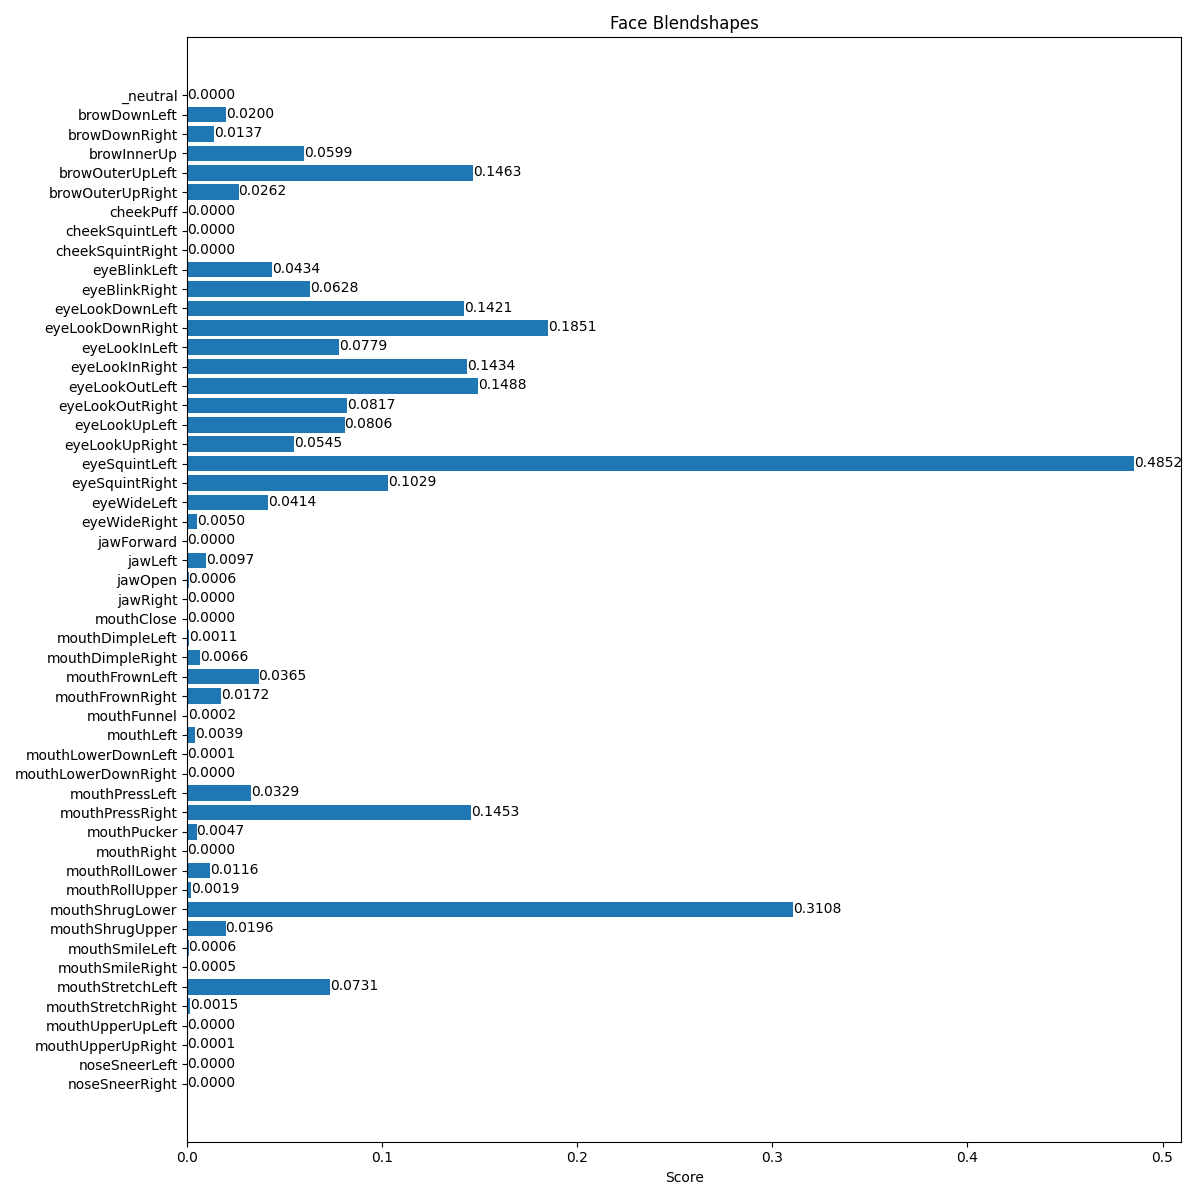 Face Blendshapes
_neutral 0.0000
browDownLeft 0.0200
browDownRight 0.0137
browInnerUp 0.0599
browOuterUpLeft 0.1463
browOuterUpRight 0.0262
cheekPuff 0.0000
cheekSquintLeft 0.0000
cheekSquintRight 0.0000
eyeBlinkLeft 0.0434
eyeBlinkRight 0.0628
eyeLookDownLeft 0.1421
eyeLookDownRight 0.1851
eyeLookInLeft 0.0779
eyeLookInRight 0.1434
eyeLookOutLeft 0.1488
eyeLookOutRight 0.0817
eyeLookUpLeft 0.0806
eyeLookUpRight 0.0545
eyeSquintLeft 0.4852
eyeSquintRight 0.1029
eyeWideLeft 0.0414
eyeWideRight 0.0050
jawForward 0.0000
jawLeft 0.0097
jawOpen 0.0006
jawRight 0.0000
mouthClose 0.0000
mouthDimpleLeft 0.0011
mouthDimpleRight 0.0066
mouthFrownLeft 0.0365
mouthFrownRight 0.0172
mouthFunnel 0.0002
mouthLeft 0.0039
mouthLowerDownLeft 0.0001
mouthLowerDownRight 0.0000
mouthPressLeft 0.0329
mouthPressRight 0.1453
mouthPucker 0.0047
mouthRight 0.0000
mouthRollLower 0.0116
mouthRollUpper 0.0019
mouthShrugLower 0.3108
mouthShrugUpper 0.0196
mouthSmileLeft 0.0006
mouthSmileRight 0.0005
mouthStretchLeft 0.0731
mouthStretchRight 0.0015
mouthUpperUpLeft 0.0000
mouthUpperUpRight 0.0001
noseSneerLeft 0.0000
noseSneerRight 0.0000
0.0 0.1 0.2 0.3 0.4 0.5
Score